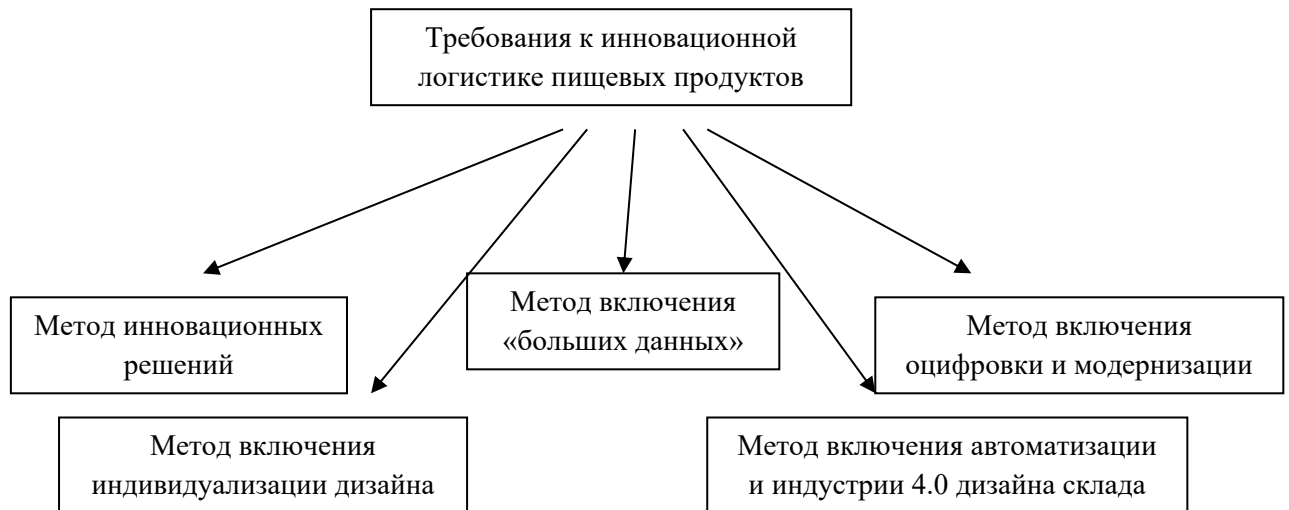 Требования к инновационной
логистике пищевых продуктов
Метод инновационных
решений
Метод включения
«больших данных»
Метод включения
оцифровки и модернизации
Метод включения
индивидуализации дизайна
Метод включения автоматизации
и индустрии 4.0 дизайна склада